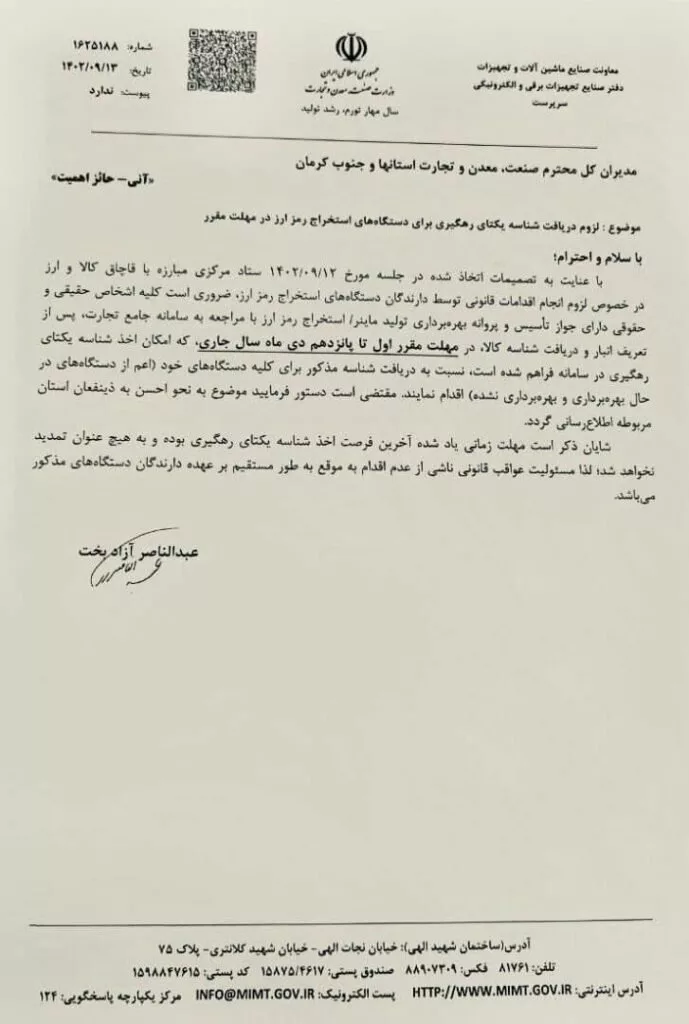 شماره: ۱۶۲۵۱۸۸
تاریخ: ۱۴۰۲/۰۹/۱۳
پیوست: ندارد
جمهوری اسلامی ایران
وزارت صنعت، معدن و تجارت
سال مهار تورم، رشد تولید
معاونت صنایع ماشین آلات و تجهیزات
دفتر صنایع تجهیزات برقی و الکترونیکی
سرپرست
مدیران کل محترم صنعت، معدن و تجارت استانها و جنوب کرمان
«آنی- حائز اهمیت»
موضوع : لزوم دریافت شناسه یکتای رهگیری برای دستگاه‌های استخراج رمز ارز در مهلت مقرر
با سلام و احترام؛
با عنایت به تصمیمات اتخاذ شده در جلسه مورخ ۱۴۰۲/۰۹/۱۲ ستاد مرکزی مبارزه با قاچاق کالا و ارز
در خصوص لزوم انجام اقدامات قانونی توسط دارندگان دستگاه‌های استخراج رمز ارز، ضروری است کلیه اشخاص حقیقی و
حقوقی دارای جواز تأسیس و پروانه بهره‌برداری تولید ماینر/ استخراج رمز ارز با مراجعه به سامانه جامع تجارت، پس از
تعریف انبار و دریافت شناسه کالا، در مهلت مقرر اول تا پانزدهم دی ماه سال جاری، که امکان اخذ شناسه یکتای
رهگیری در سامانه فراهم شده است، نسبت به دریافت شناسه مذکور برای کلیه دستگاه‌های خود (اعم از دستگاه‌های در
حال بهره‌برداری و بهره‌برداری نشده) اقدام نمایند. مقتضی است دستور فرمایید موضوع به نحو احسن به ذینفعان استان
مربوطه اطلاع‌رسانی گردد.
شایان ذکر است مهلت زمانی یاد شده آخرین فرصت اخذ شناسه یکتای رهگیری بوده و به هیچ عنوان تمدید
نخواهد شد؛ لذا مسئولیت عواقب قانونی ناشی از عدم اقدام به موقع به طور مستقیم بر عهده دارندگان دستگاه‌های مذکور
می‌باشد.
عبدالناصر آزاد بخت
آدرس(ساختمان شهید الهی): خیابان نجات الهی- خیابان شهید کلانتری- پلاک ۷۵
تلفن: ۸۱۷۶۱ فکس: ۸۸۹۰۷۳۰۹ صندوق پستی: ۱۵۸۷۵/۴۶۱۷ کد پستی: ۱۵۹۸۸۴۷۶۱۵
آدرس اینترنتی: HTTP://WWW.MIMT.GOV.IR پست الکترونیک: INFO@MIMT.GOV.IR مرکز یکپارچه پاسخگویی: ۱۲۴